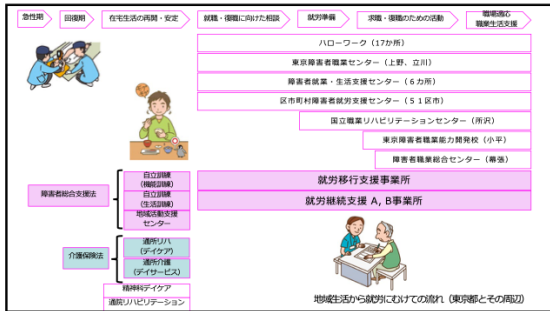 急性期
回復期
在宅生活の再開・安定
就職・復職に向けた相談
就労準備
求職・復職のための活動
職場適応
職業生活支援
ハローワーク（17か所）
東京障害者職業センター（上野、立川）
障害者就業・生活支援センター（６カ所）
区市町村障害者就労支援センター（５１区市）
国立職業リハビリテーションセンター（所沢）
東京障害者職業能力開発校（小平）
障害者職業総合センター（幕張）
障害者総合支援法
自立訓練
（機能訓練）
自立訓練
（生活訓練）
地域活動支援
センター
就労移行支援事業所
就労継続支援 A, B事業所
介護保険法
通所リハ
（デイケア）
通所介護
（デイサービス）
精神科デイケア
通院リハビリテーション
地域生活から就労にむけての流れ（東京都とその周辺）